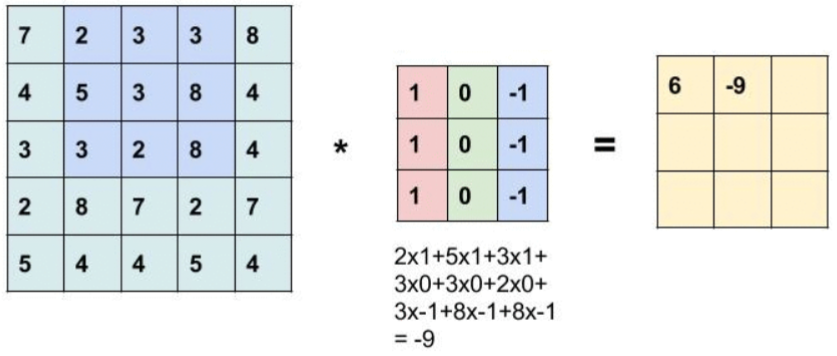 7 2 3 3 8
4 5 3 8 4
3 3 2 8 4
2 8 7 2 7
5 4 4 5 4
*
1 0 -1
1 0 -1
1 0 -1
2x1+5x1+3x1+
3x0+3x0+2x0+
3x-1+8x-1+8x-1
= -9
=
6 -9